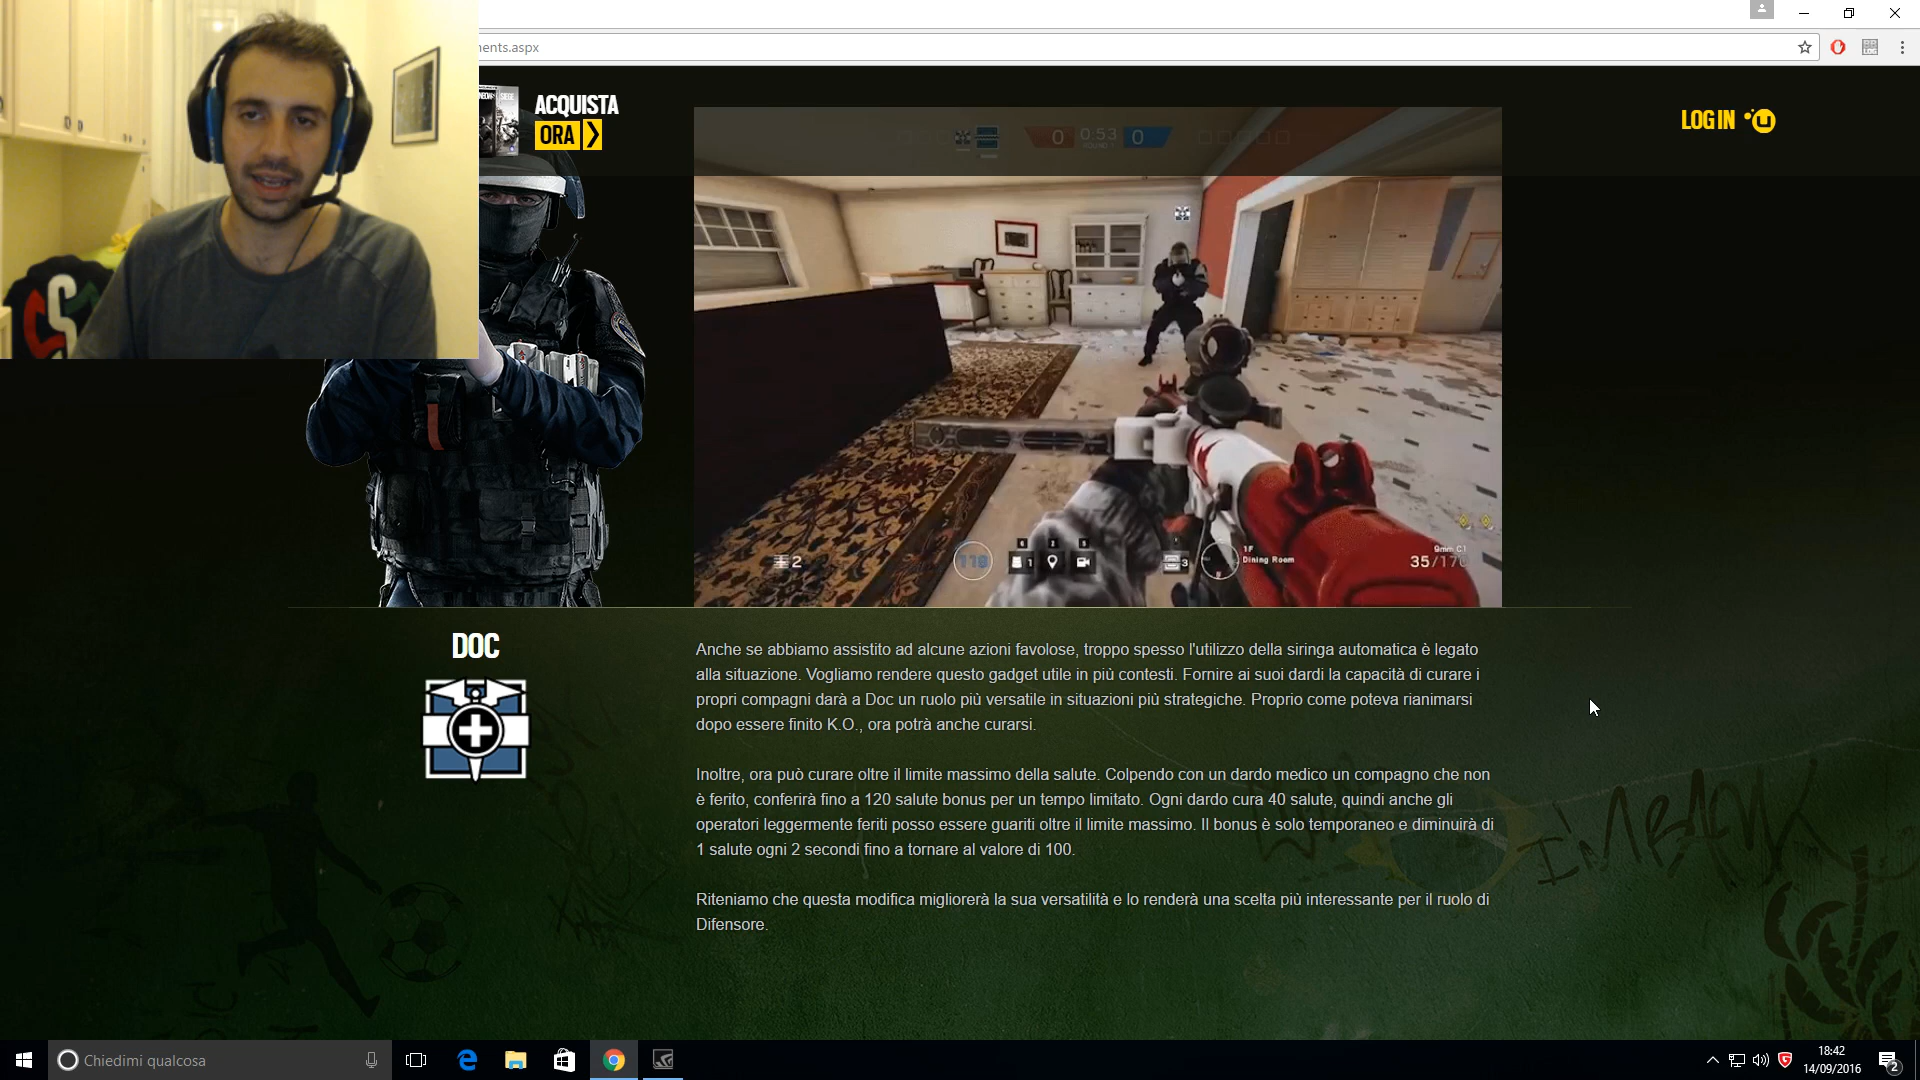 ents.aspx
ACQUISTA
ORA
LOG IN
0 0:53 0
2
118
1
3
1F
Dining Room
9mm C1
35/170
DOC
Anche se abbiamo assistito ad alcune azioni favolose, troppo spesso l'utilizzo della siringa automatica è legato
alla situazione. Vogliamo rendere questo gadget utile in più contesti. Fornire ai suoi dardi la capacità di curare i
propri compagni darà a Doc un ruolo più versatile in situazioni più strategiche. Proprio come poteva rianimarsi
dopo essere finito K.O., ora potrà anche curarsi.
Inoltre, ora può curare oltre il limite massimo della salute. Colpendo con un dardo medico un compagno che non
è ferito, conferirà fino a 120 salute bonus per un tempo limitato. Ogni dardo cura 40 salute, quindi anche gli
operatori leggermente feriti posso essere guariti oltre il limite massimo. Il bonus è solo temporaneo e diminuirà di
1 salute ogni 2 secondi fino a tornare al valore di 100.
Riteniamo che questa modifica migliorerà la sua versatilità e lo renderà una scelta più interessante per il ruolo di
Difensore.
Chiedimi qualcosa
18:42
14/09/2016
2